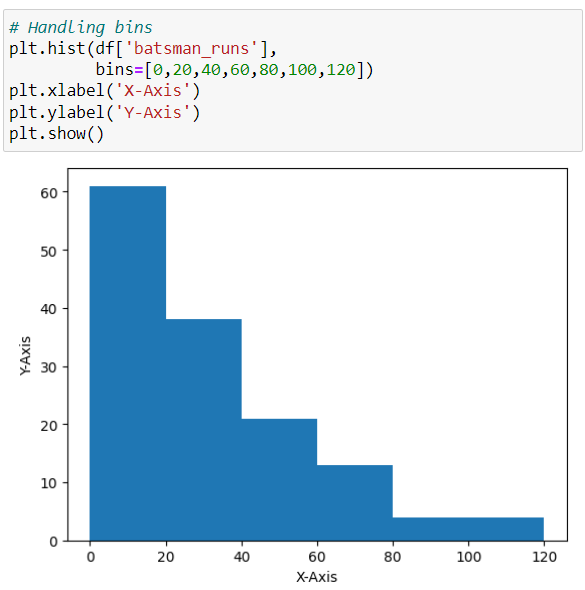 # Handling bins
plt.hist(df['batsman_runs'],
         bins=[0,20,40,60,80,100,120])
plt.xlabel('X-Axis')
plt.ylabel('Y-Axis')
plt.show()
60
50
40
30
20
10
0
Y-Axis
0 20 40 60 80 100 120
X-Axis